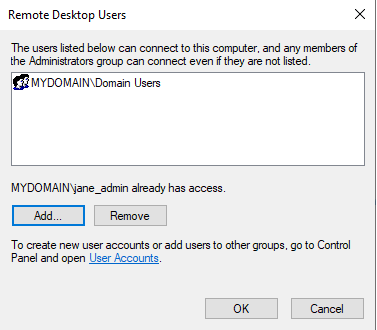 Remote Desktop Users
The users listed below can connect to this computer, and any members of
the Administrators group can connect even if they are not listed.
MYDOMAIN\Domain Users
MYDOMAIN\jane_admin already has access.
Add...
Remove
To create new user accounts or add users to other groups, go to Control
Panel and open User Accounts.
OK
Cancel